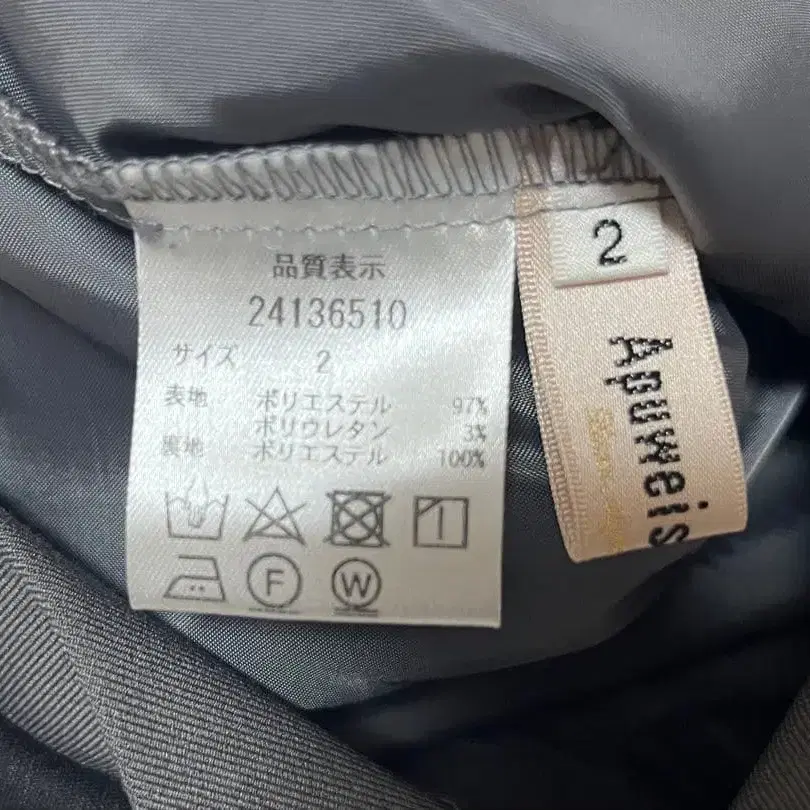 品質表示
24136510
サイズ 2
表地 ポリエステル 97%
ポリウレタン 3%
裏地 ポリエステル 100%
F W
2
Apuweis